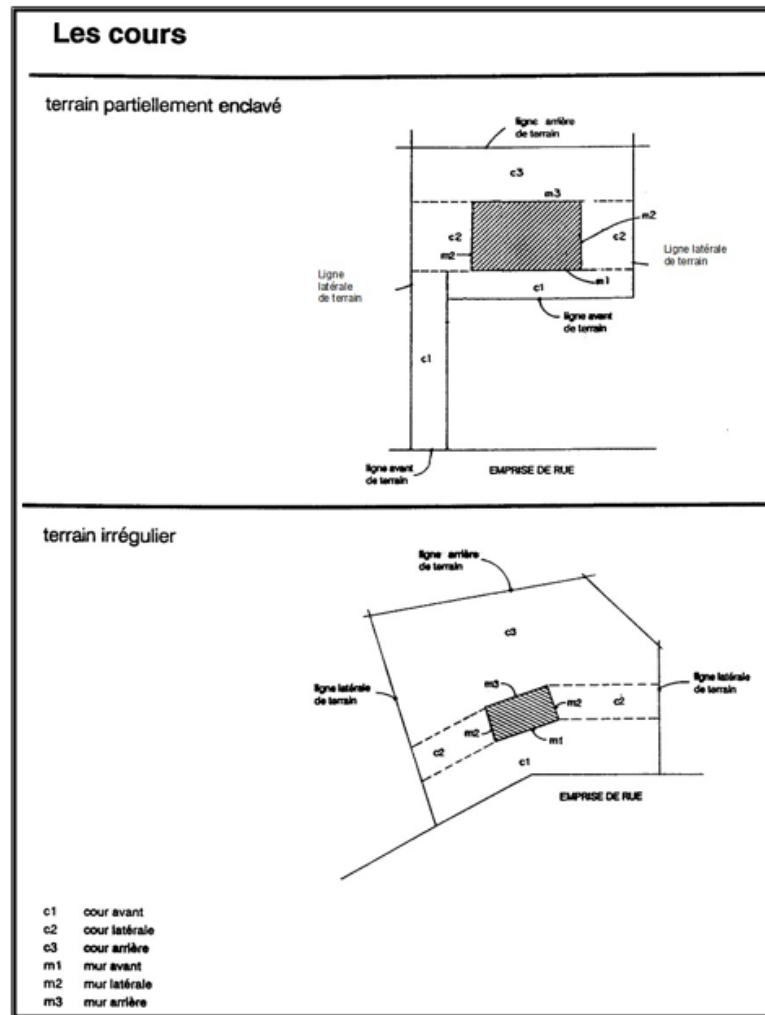 Les cours
terrain partiellement enclavé
ligne arrière
de terrain
c3
m3
m2
c2
c2
m2
Ligne latérale
de terrain
Ligne
latérale
de terrain
m1
c1
ligne avant
de terrain
c1
ligne avant
de terrain
EMPRISE DE RUE
terrain irrégulier
ligne arrière
de terrain
c3
m3
ligne latérale
de terrain
ligne latérale
de terrain
m2
c2
m2
m1
c2
c1
EMPRISE DE RUE
c1 cour avant
c2 cour latérale
c3 cour arrière
m1 mur avant
m2 mur latérale
m3 mur arrière